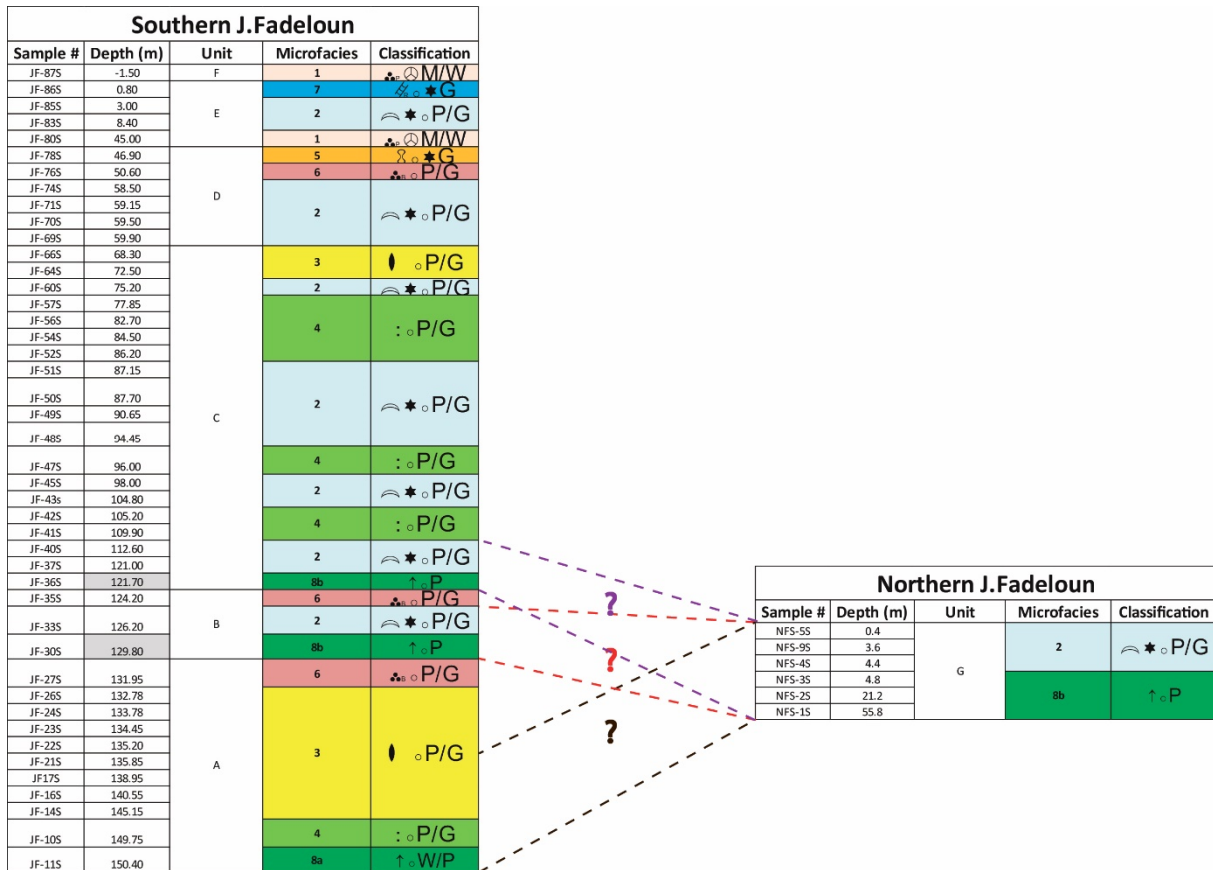 Southern J.Fadeloun
Sample # Depth (m) Unit Microfacies Classification
JF-87S -1.50 F 1 M/W
JF-86S 0.80 7 G
JF-85S 3.00
E 2 P/G
JF-83S 8.40
JF-80S 45.00 1 M/W
JF-78S 46.90 5 G
JF-76S 50.60 6 P/G
JF-74S 58.50
JF-71S 59.15
D 2 P/G
JF-70S 59.50
JF-69S 59.90
JF-66S 68.30
3 P/G
JF-64S 72.50
JF-60S 75.20 2 P/G
JF-57S 77.85
JF-56S 82.70
4 : P/G
JF-54S 84.50
JF-52S 86.20
JF-51S 87.15
JF-50S 87.70
C 2 P/G
JF-49S 90.65
JF-48S 94.45
JF-47S 96.00 4 : P/G
JF-45S 98.00
2 P/G
JF-43s 104.80
JF-42S 105.20
4 : P/G
JF-41S 109.90
JF-40S 112.60
2 P/G
JF-37S 121.00
JF-36S 121.70 8b ↑ P
JF-35S 124.20 6 B P/G
JF-33S 126.20 B 2 P/G
JF-30S 129.80 8b ↑ P
JF-27S 131.95 6 B P/G
JF-26S 132.78
JF-24S 133.78
JF-23S 134.45
JF-22S 135.20
A 3 P/G
JF-21S 135.85
JF17S 138.95
JF-16S 140.55
JF-14S 145.15
JF-10S 149.75 4 : P/G
JF-11S 150.40 8a ↑ W/P
?
?
?
Northern J.Fadeloun
Sample # Depth (m) Unit Microfacies Classification
NFS-5S 0.4
NFS-9S 3.6 2 P/G
NFS-4S 4.4
G
NFS-3S 4.8
NFS-2S 21.2 8b ↑ P
NFS-1S 55.8